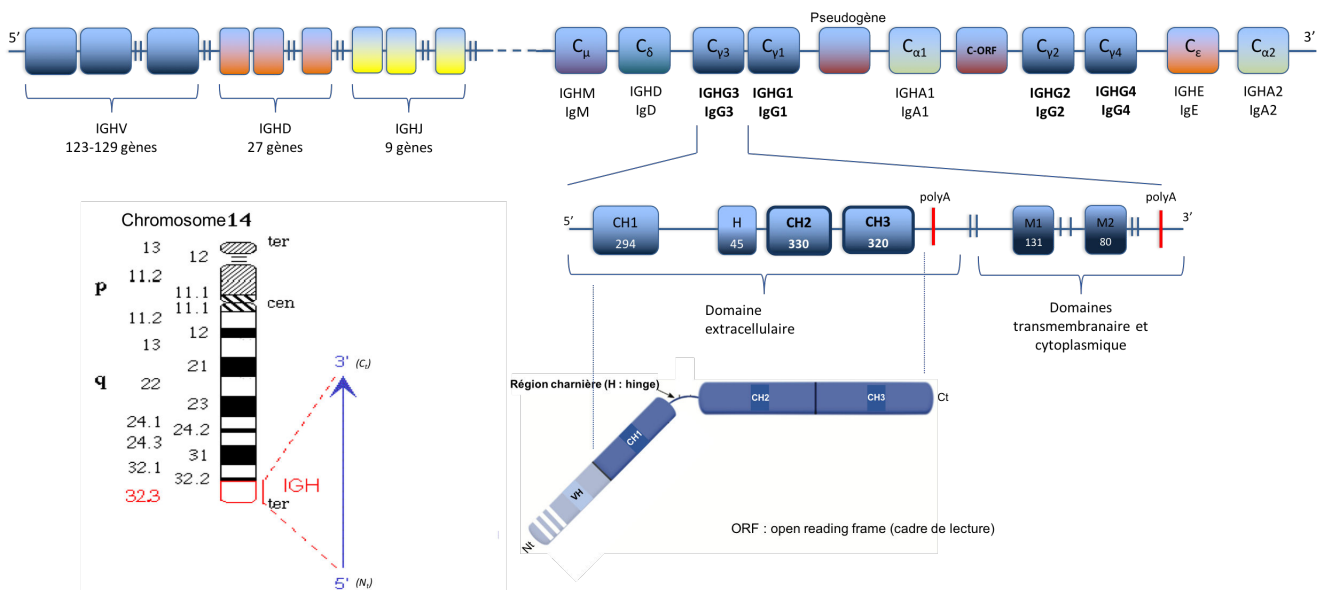 Pseudogène
5’
3’
Cμ
Cδ
Cγ3
Cγ1
Cα1
C-ORF
Cγ2
Cγ4
Cε
Cα2
IGHM
IgM
IGHD
IgD
IGHG3
IgG3
IGHG1
IgG1
IGHA1
IgA1
IGHG2
IgG2
IGHG4
IgG4
IGHE
IgE
IGHA2
IgA2
IGHV
123-129 gènes
IGHD
27 gènes
IGHJ
9 gènes
5’
CH1
294
H
45
CH2
330
CH3
320
polyA
M1
131
M2
80
polyA
3’
Domaine
extracellulaire
Domaines
transmembranaire et
cytoplasmique
Chromosome 14
p
q
13
12
11.2
11.1
11.1
11.2
12
13
21
22
23
24.1
24.2
24.3
31
32.1
32.2
32.3
ter
cen
IGH
ter
3' (Ct)
5' (Nt)
Région charnière (H : hinge)
CH2
CH3
Ct
CH1
VH
Nt
ORF : open reading frame (cadre de lecture)